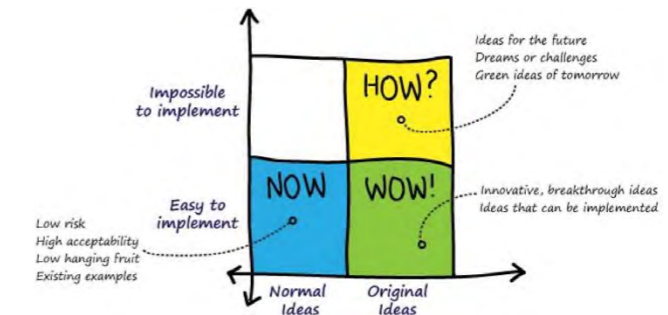 Ideas for the future
Dreams or challenges
Green ideas of tomorrow
Impossible
to implement
HOW?
NOW
WOW!
Innovative, breakthrough ideas
Ideas that can be implemented
Easy to
implement
Low risk
High acceptability
Low hanging fruit
Existing examples
Normal
Ideas
Original
Ideas